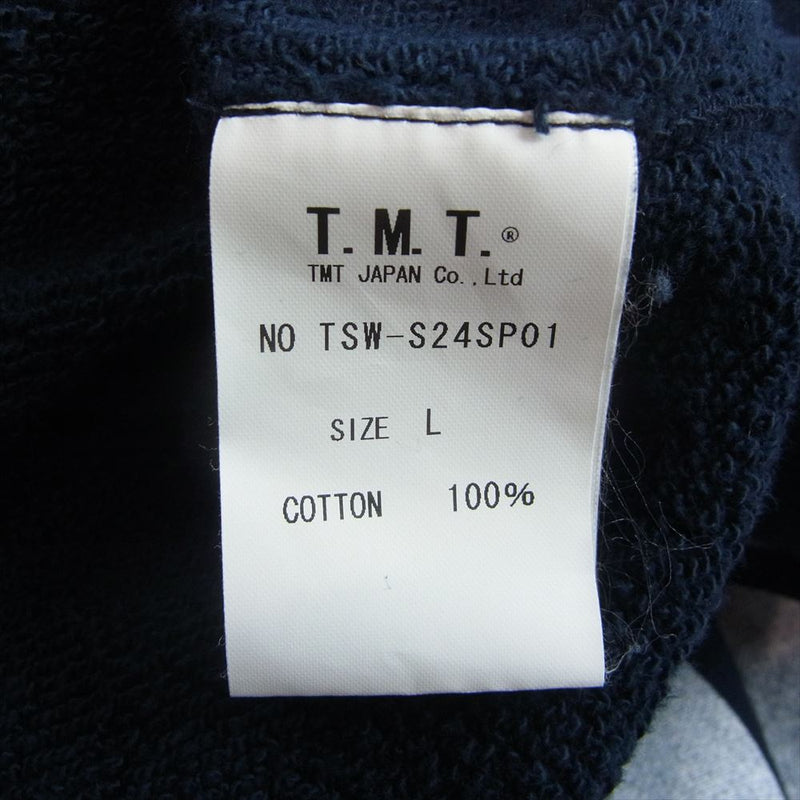 T.M.T.®
TMT JAPAN Co.,Ltd
NO TSW-S24SP01
SIZE L
COTTON 100%